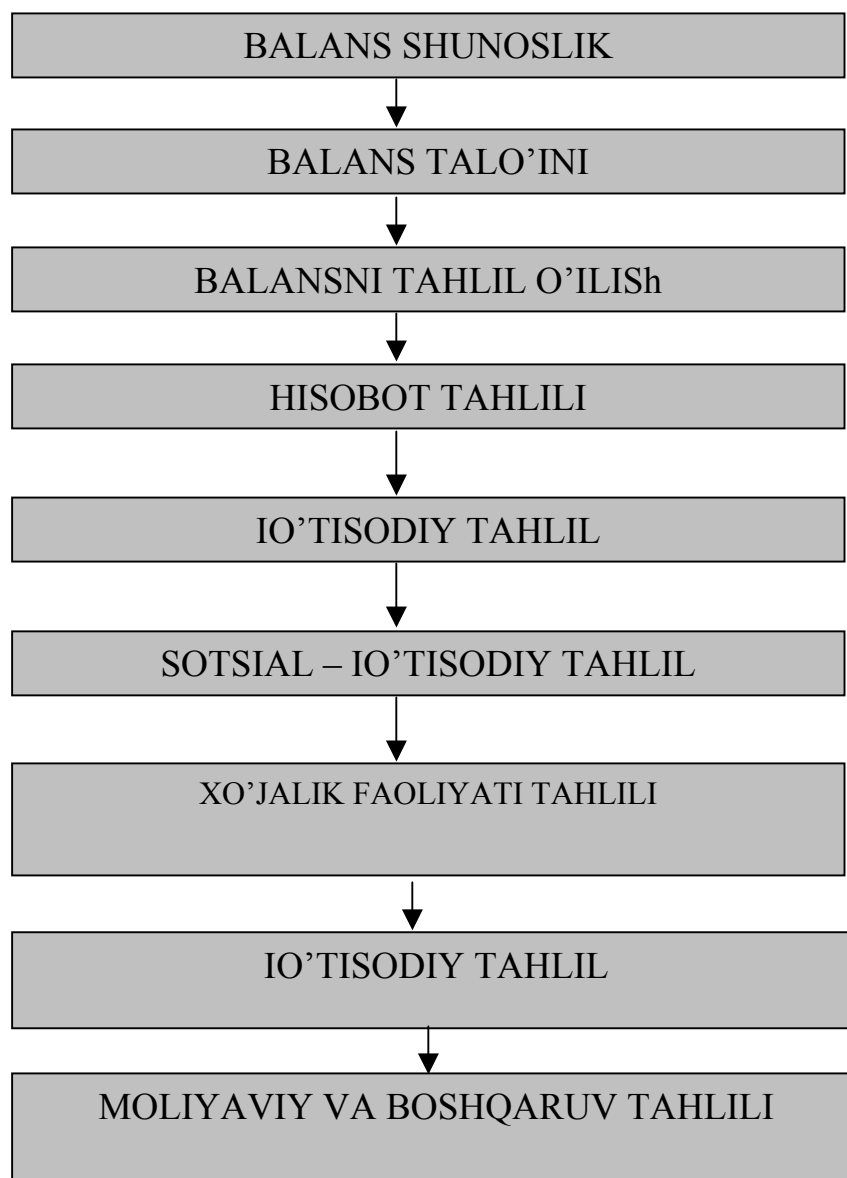 BALANS SHUNOSLIK
BALANS TALO’INI
BALANSNI TAHLIL O’ILISh
HISOBOT TAHLILI
IO’TISODIY TAHLIL
SOTSIAL – IO’TISODIY TAHLIL
XO’JALIK FAOLIYATI TAHLILI
IO’TISODIY TAHLIL
MOLIYAVIY VA BOSHQARUV TAHLILI